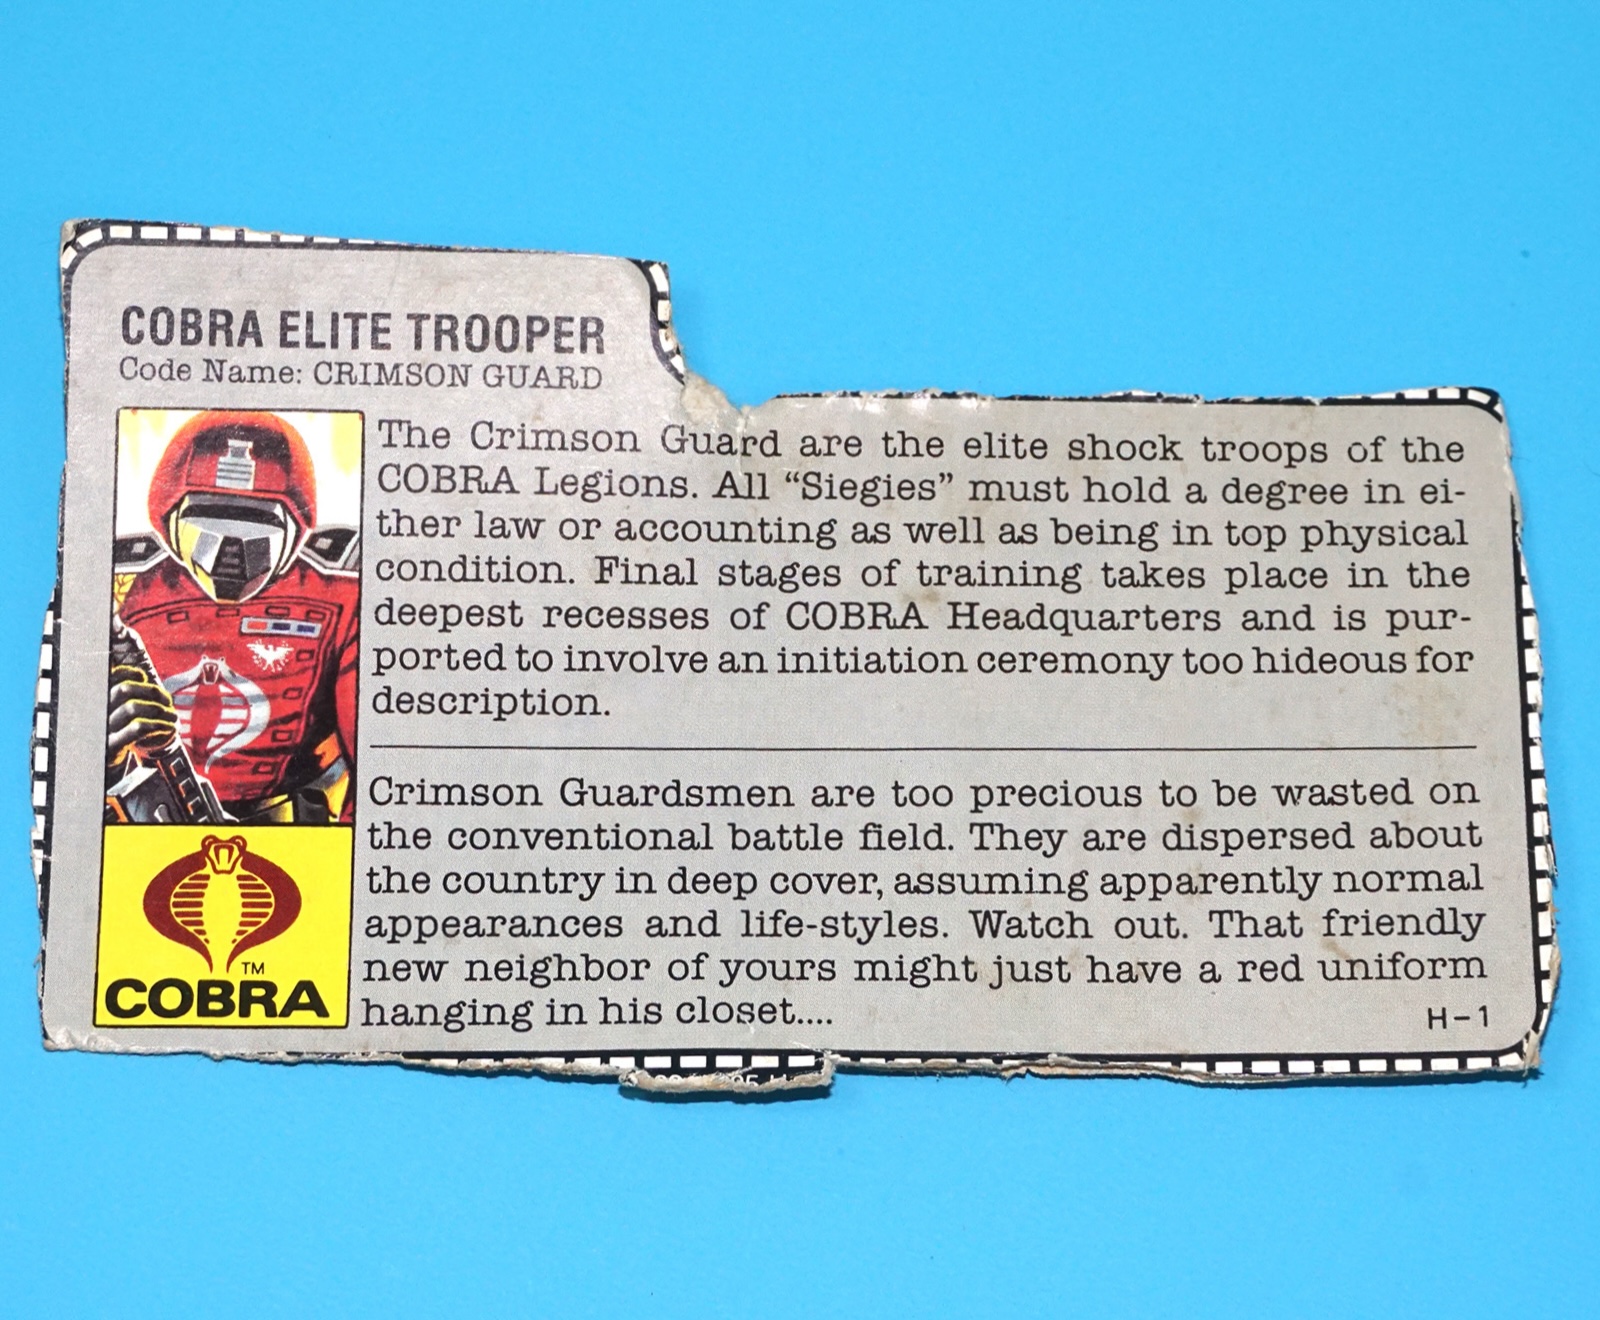 COBRA ELITE TROOPER
Code Name: CRIMSON GUARD
The Crimson Guard are the elite shock troops of the
COBRA Legions. All “Siegies” must hold a degree in ei-
ther law or accounting as well as being in top physical
condition. Final stages of training takes place in the
deepest recesses of COBRA Headquarters and is pur-
ported to involve an initiation ceremony too hideous for
description.
Crimson Guardsmen are too precious to be wasted on
the conventional battle field. They are dispersed about
the country in deep cover, assuming apparently normal
appearances and life-styles. Watch out. That friendly
new neighbor of yours might just have a red uniform
hanging in his closet....
TM
COBRA
H-1